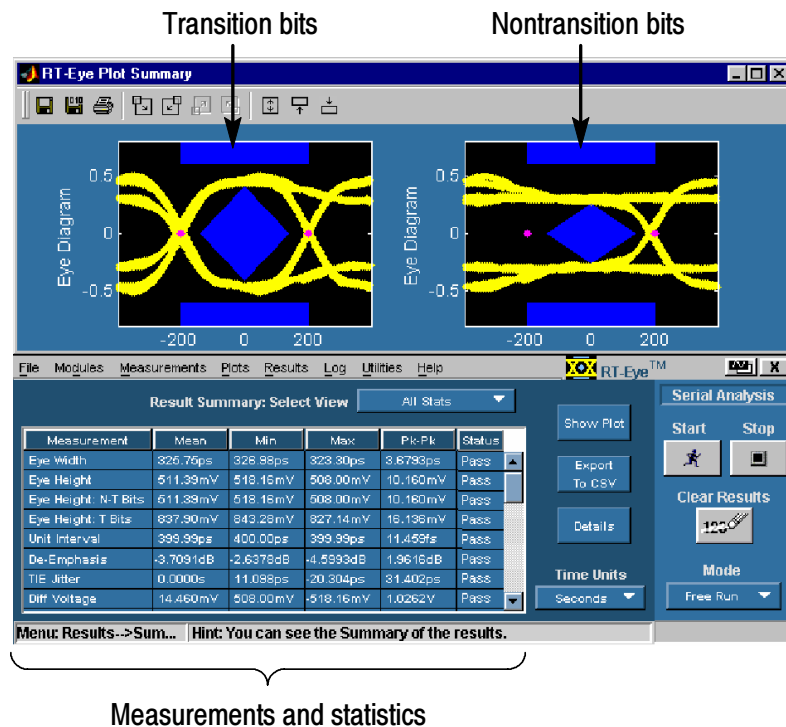 Transition bits
Nontransition bits
RT-Eye Plot Summary
Eye Diagram
0.5
0
-0.5
-200 0 200
Eye Diagram
0.5
0
-0.5
-200 0 200
File Modules Measurements Plots Results Log Utilities Help
RT-Eye™
Result Summary: Select View All Stats
Measurement Mean Min Max Pk-Pk Status
Eye Width 325.75ps 326.98ps 323.30ps 3.6793ps Pass
Eye Height 511.39mV 518.16mV 508.00mV 10.160mV Pass
Eye Height: N-T Bits 511.39mV 518.16mV 508.00mV 10.160mV Pass
Eye Height: T Bits 837.90mV 843.28mV 827.14mV 16.138mV Pass
Unit Interval 399.99ps 400.00ps 399.99ps 11.459fs Pass
De-Emphasis -3.7091dB -2.6378dB -4.5993dB 1.9616dB Pass
TIE Jitter 0.0000s 11.098ps -20.304ps 31.402ps Pass
Diff Voltage 14.460mV 508.00mV -518.16mV 1.0262V Pass
Show Plot
Export To CSV
Details
Time Units
Seconds
Serial Analysis
Start Stop
Clear Results
123
Mode
Free Run
Menu: Results-->Sum... Hint: You can see the Summary of the results.
Measurements and statistics